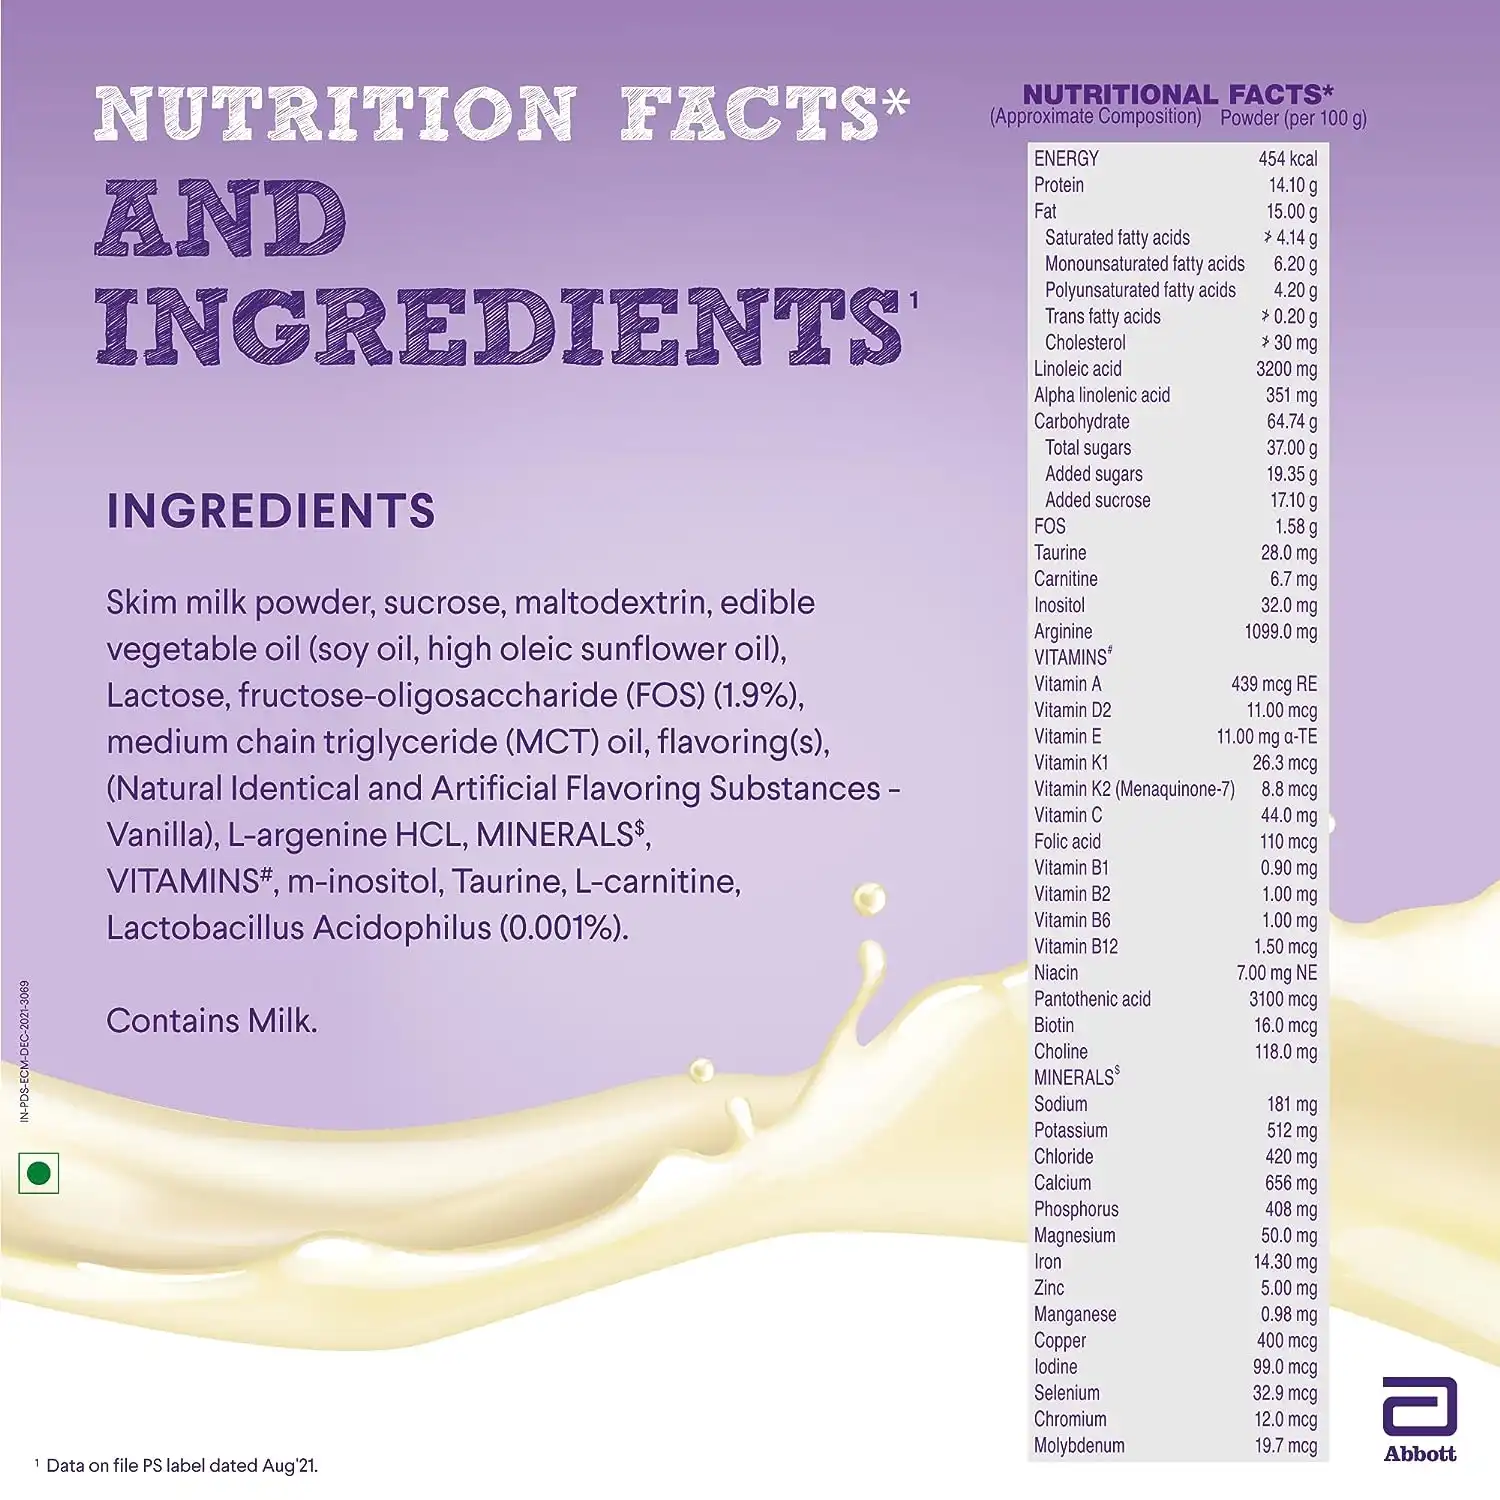 NUTRITION FACTS*
AND
INGREDIENTS¹
INGREDIENTS
Skim milk powder, sucrose, maltodextrin, edible
vegetable oil (soy oil, high oleic sunflower oil),
Lactose, fructose-oligosaccharide (FOS) (1.9%),
medium chain triglyceride (MCT) oil, flavoring(s),
(Natural Identical and Artificial Flavoring Substances -
Vanilla), L-argenine HCL, MINERALS$,
VITAMINS#, m-inositol, Taurine, L-carnitine,
Lactobacillus Acidophilus (0.001%).
Contains Milk.
IN-PDS-ECM-DEC-2021-3069
¹ Data on file PS label dated Aug'21.
NUTRITIONAL FACTS*
(Approximate Composition) Powder (per 100 g)
ENERGY 454 kcal
Protein 14.10 g
Fat 15.00 g
Saturated fatty acids ≯ 4.14 g
Monounsaturated fatty acids 6.20 g
Polyunsaturated fatty acids 4.20 g
Trans fatty acids ≯ 0.20 g
Cholesterol ≯ 30 mg
Linoleic acid 3200 mg
Alpha linolenic acid 351 mg
Carbohydrate 64.74 g
Total sugars 37.00 g
Added sugars 19.35 g
Added sucrose 17.10 g
FOS 1.58 g
Taurine 28.0 mg
Carnitine 6.7 mg
Inositol 32.0 mg
Arginine 1099.0 mg
VITAMINS#
Vitamin A 439 mcg RE
Vitamin D2 11.00 mcg
Vitamin E 11.00 mg α-TE
Vitamin K1 26.3 mcg
Vitamin K2 (Menaquinone-7) 8.8 mcg
Vitamin C 44.0 mg
Folic acid 110 mcg
Vitamin B1 0.90 mg
Vitamin B2 1.00 mg
Vitamin B6 1.00 mg
Vitamin B12 1.50 mcg
Niacin 7.00 mg NE
Pantothenic acid 3100 mcg
Biotin 16.0 mcg
Choline 118.0 mg
MINERALS$
Sodium 181 mg
Potassium 512 mg
Chloride 420 mg
Calcium 656 mg
Phosphorus 408 mg
Magnesium 50.0 mg
Iron 14.30 mg
Zinc 5.00 mg
Manganese 0.98 mg
Copper 400 mcg
Iodine 99.0 mcg
Selenium 32.9 mcg
Chromium 12.0 mcg
Molybdenum 19.7 mcg
Abbott